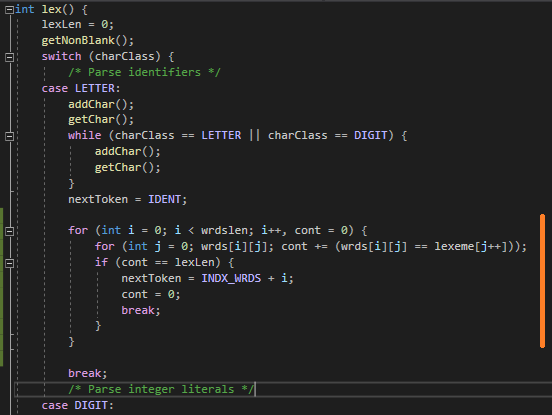 int lex() {
lexLen = 0;
getNonBlank();
switch (charClass) {
/* Parse identifiers */
case LETTER:
addChar();
getChar();
while (charClass == LETTER || charClass == DIGIT) {
addChar();
getChar();
}
nextToken = IDENT;
for (int i = 0; i < wrdslen; i++, cont = 0) {
for (int j = 0; wrds[i][j]; cont += (wrds[i][j] == lexeme[j++]));
if (cont == lexLen) {
nextToken = INDX_WRDS + i;
cont = 0;
break;
}
}
break;
/* Parse integer literals */
case DIGIT: